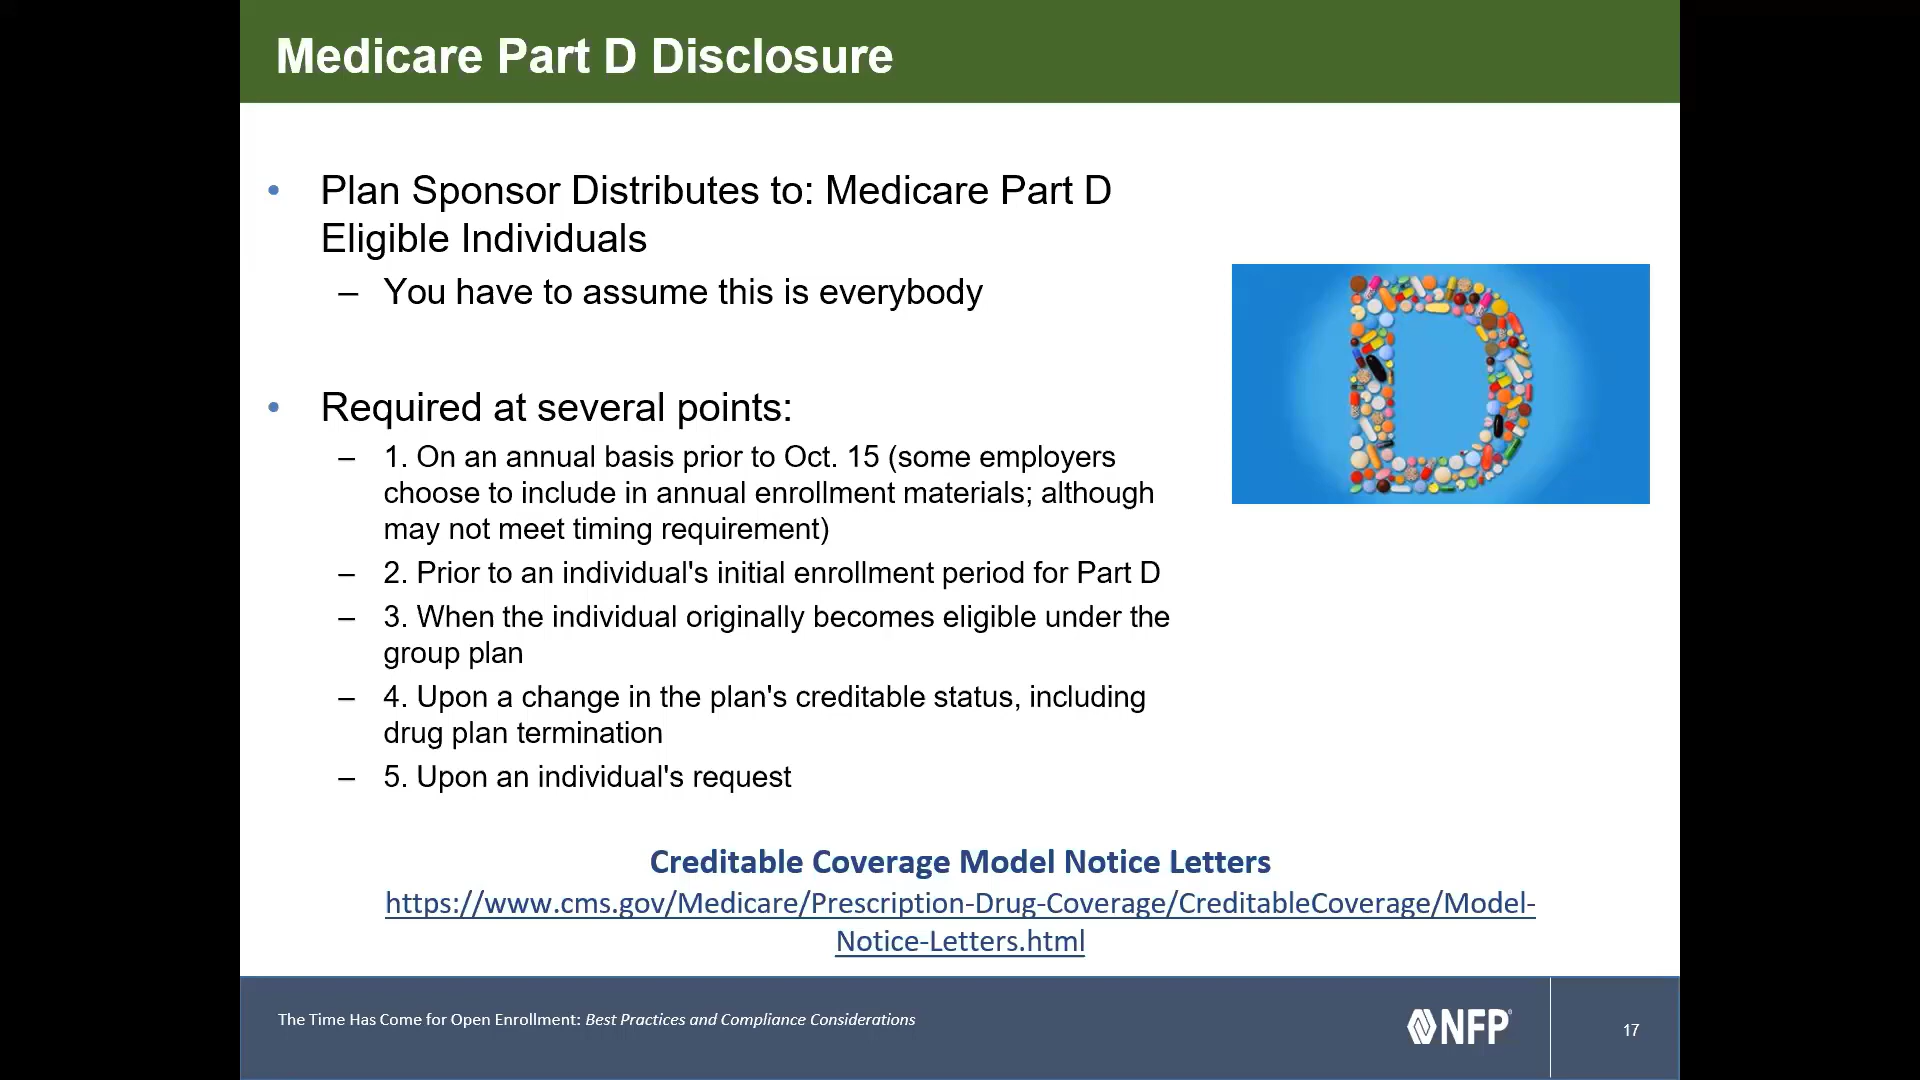 Medicare Part D Disclosure
• Plan Sponsor Distributes to: Medicare Part D
Eligible Individuals
– You have to assume this is everybody
• Required at several points:
– 1. On an annual basis prior to Oct. 15 (some employers
choose to include in annual enrollment materials; although
may not meet timing requirement)
– 2. Prior to an individual's initial enrollment period for Part D
– 3. When the individual originally becomes eligible under the
group plan
– 4. Upon a change in the plan's creditable status, including
drug plan termination
– 5. Upon an individual's request
D
Creditable Coverage Model Notice Letters
https://www.cms.gov/Medicare/Prescription-Drug-Coverage/CreditableCoverage/Model-
Notice-Letters.html
The Time Has Come for Open Enrollment: Best Practices and Compliance Considerations
NFP
17